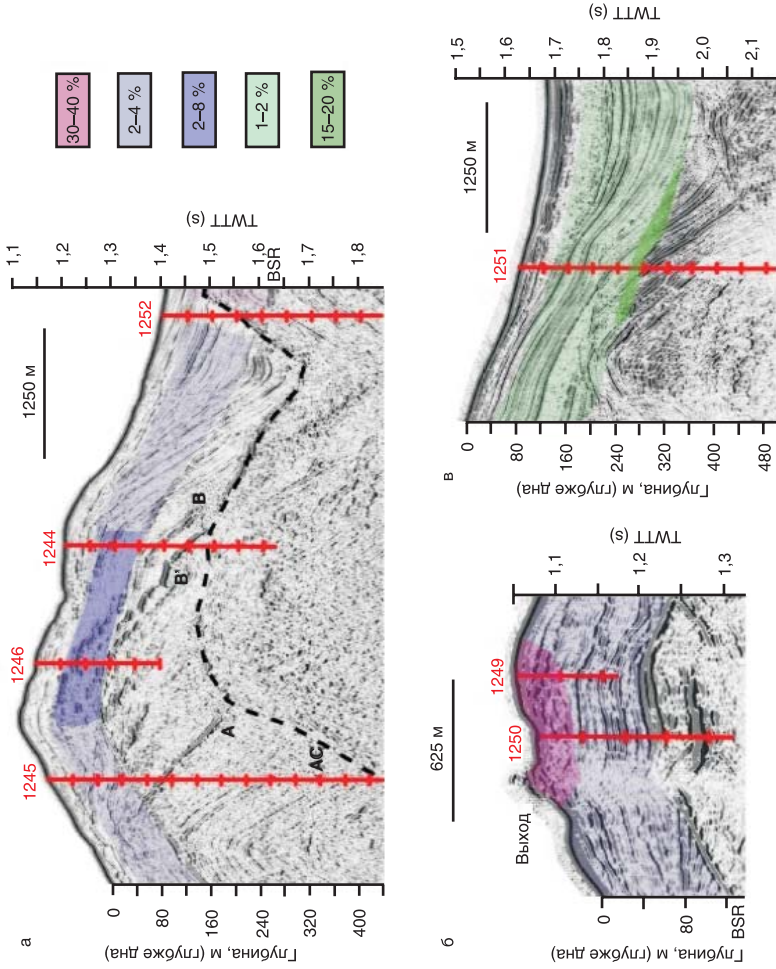 30–40 %
2–4 %
2–8 %
1–2 %
15–20 %
а
1250 м
1245
1246
1244
1252
A
B'
B
AC
Глубина, м (глубже дна)
0
80
160
240
320
400
TWTT
(s)
1,1
1,2
1,3
1,4
1,5
1,6
BSR
1,7
1,8
б
625 м
Выход
1250
1249
Глубина, м (глубже дна)
0
80
BSR
TWTT
(s)
1,1
1,2
1,3
в
1250 м
1251
Глубина, м (глубже дна)
0
80
160
240
320
400
480
TWTT
(s)
1,5
1,6
1,7
1,8
1,9
2,0
2,1